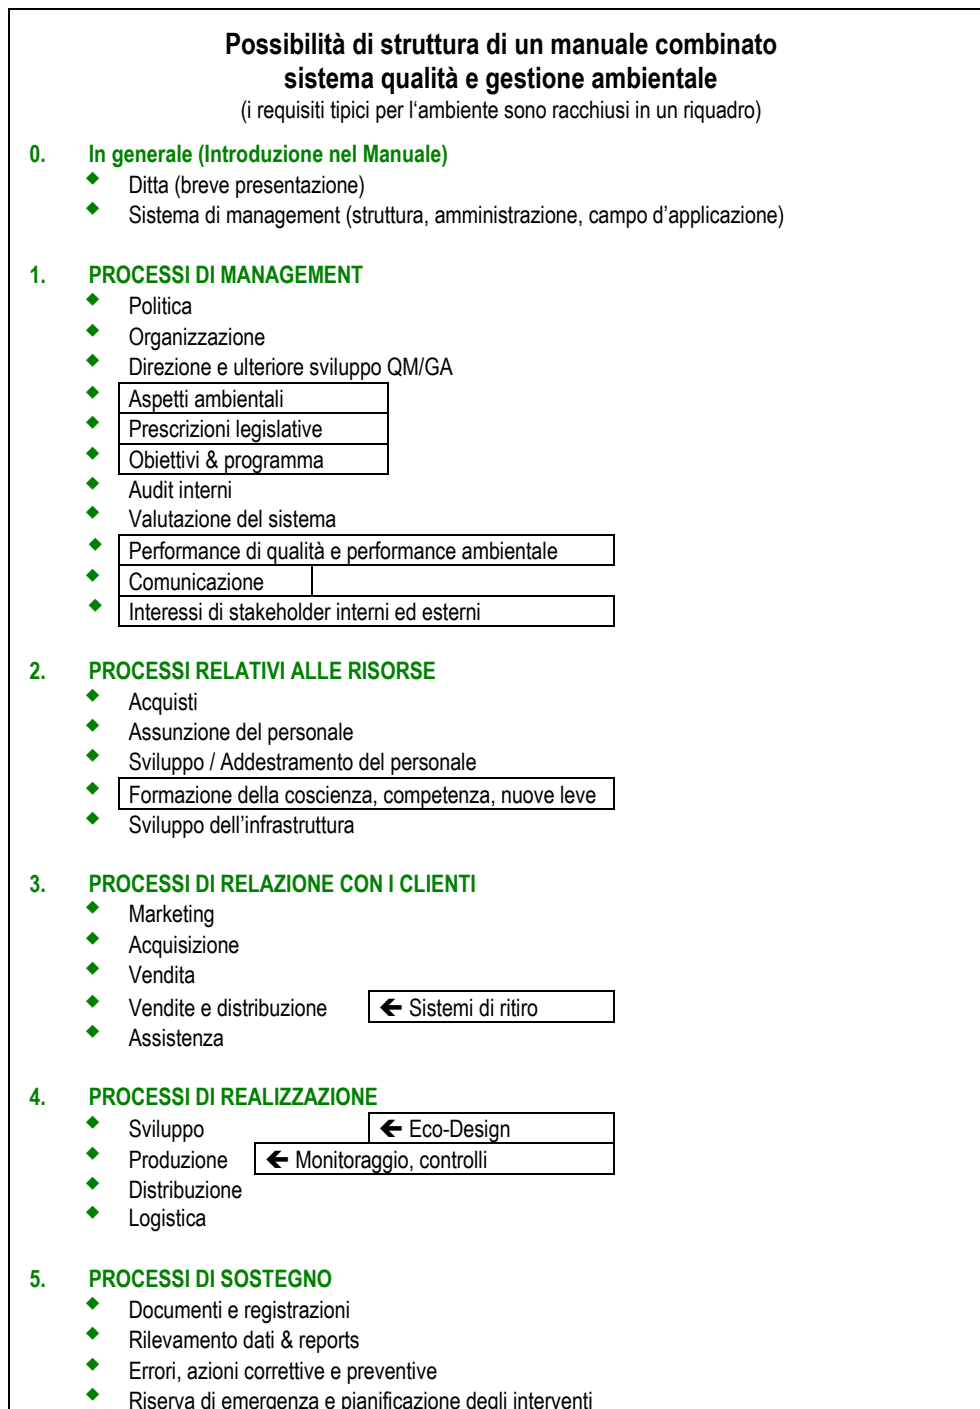 Possibilità di struttura di un manuale combinato
sistema qualità e gestione ambientale
(i requisiti tipici per l‘ambiente sono racchiusi in un riquadro)
0. In generale (Introduzione nel Manuale)
◆ Ditta (breve presentazione)
◆ Sistema di management (struttura, amministrazione, campo d’applicazione)
1. PROCESSI DI MANAGEMENT
◆ Politica
◆ Organizzazione
◆ Direzione e ulteriore sviluppo QM/GA
◆ Aspetti ambientali
◆ Prescrizioni legislative
◆ Obiettivi & programma
◆ Audit interni
◆ Valutazione del sistema
◆ Performance di qualità e performance ambientale
◆ Comunicazione
◆ Interessi di stakeholder interni ed esterni
2. PROCESSI RELATIVI ALLE RISORSE
◆ Acquisti
◆ Assunzione del personale
◆ Sviluppo / Addestramento del personale
◆ Formazione della coscienza, competenza, nuove leve
◆ Sviluppo dell’infrastruttura
3. PROCESSI DI RELAZIONE CON I CLIENTI
◆ Marketing
◆ Acquisizione
◆ Vendita
◆ Vendite e distribuzione ← Sistemi di ritiro
◆ Assistenza
4. PROCESSI DI REALIZZAZIONE
◆ Sviluppo ← Eco-Design
◆ Produzione ← Monitoraggio, controlli
◆ Distribuzione
◆ Logistica
5. PROCESSI DI SOSTEGNO
◆ Documenti e registrazioni
◆ Rilevamento dati & reports
◆ Errori, azioni correttive e preventive
◆ Riserva di emergenza e pianificazione degli interventi